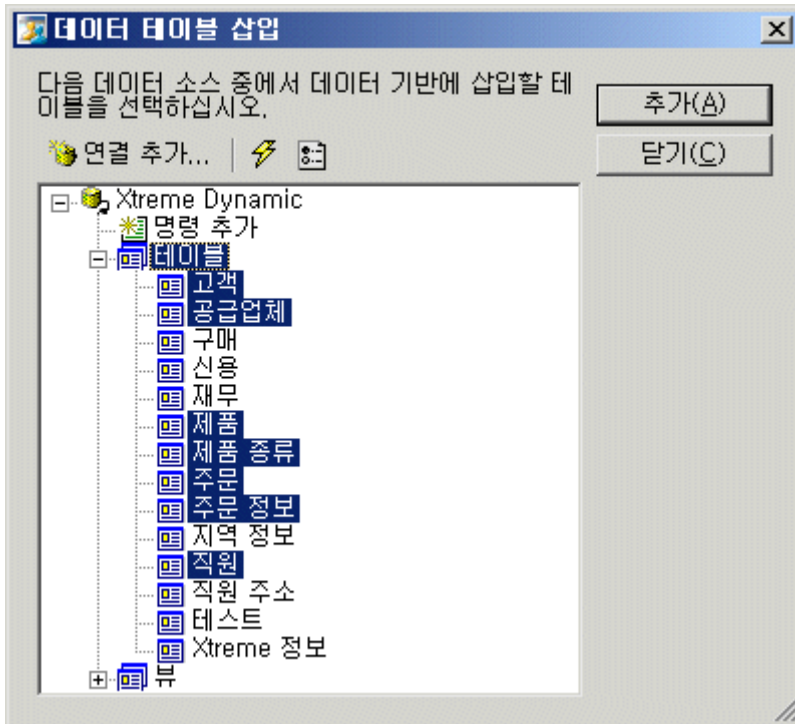 데이터 테이블 삽입
다음 데이터 소스 중에서 데이터 기반에 삽입할 테
이블을 선택하십시오.
추가(A)
닫기(C)
연결 추가...
Xtreme Dynamic
명령 추가
테이블
고객
공급업체
구매
신용
재무
제품
제품 종류
주문
주문 정보
지역 정보
직원
직원 주소
테스트
Xtreme 정보
뷰